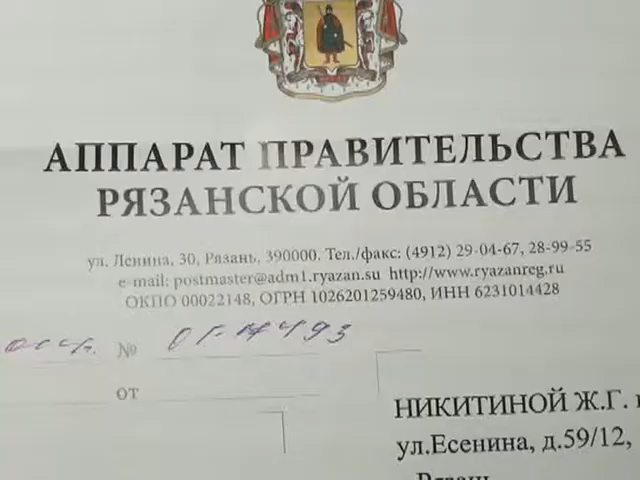 АППАРАТ ПРАВИТЕЛЬСТВА
РЯЗАНСКОЙ ОБЛАСТИ
ул. Ленина, 30, Рязань, 390000. Тел./факс: (4912) 29-04-67, 28-99-55
e-mail: postmaster@adm1.ryazan.su http://www.ryazanreg.ru
ОКПО 00022148, ОГРН 1026201259480, ИНН 6231014428
№
от
НИКИТИНОЙ Ж.Г.
ул.Есенина, д.59/12,
Рязань